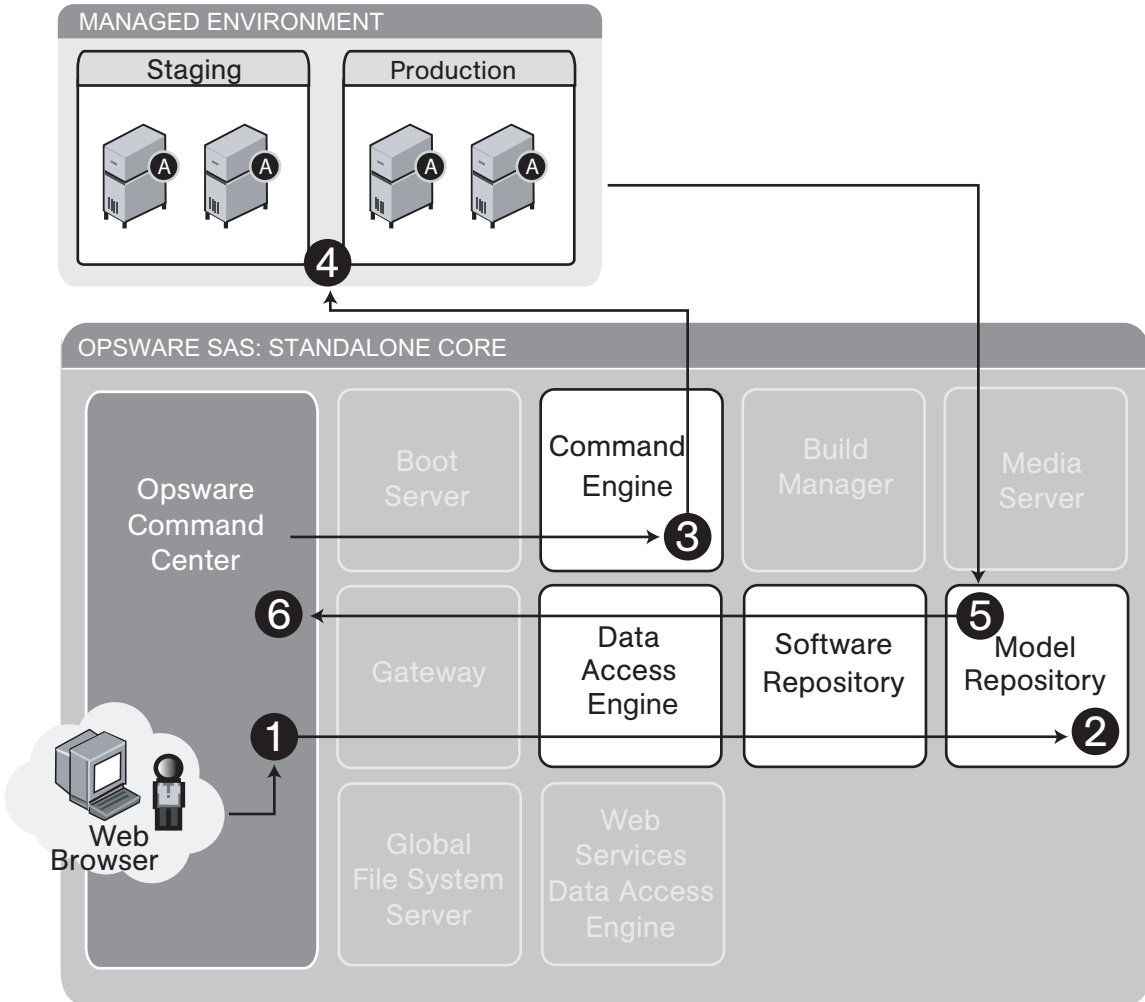 MANAGED ENVIRONMENT
Staging
Production
A
A
A
A
4
OPSWARE SAS: STANDALONE CORE
Opsware
Command
Center
Boot
Server
Command
Engine
3
Build
Manager
Media
Server
6
Gateway
Data
Access
Engine
Software
Repository
5
Model
Repository
1
2
Web
Browser
Global
File System
Server
Web
Services
Data Access
Engine